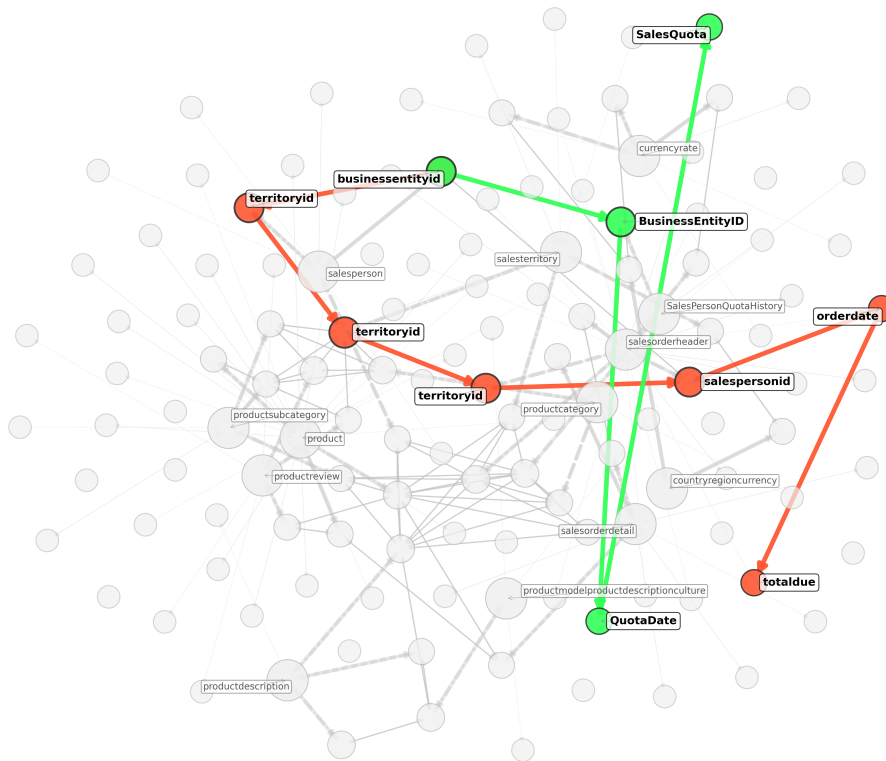 SalesQuota
currencyrate
businessentityid
territoryid
BusinessEntityID
salesterritory
salesperson
SalesPersonQuotaHistory
orderdate
territoryid
salesorderheader
salespersonid
territoryid
productcategory
productsubcategory
product
productreview
countryregioncurrency
salesorderdetail
totaldue
productmodelproductdescriptionculture
QuotaDate
productdescription